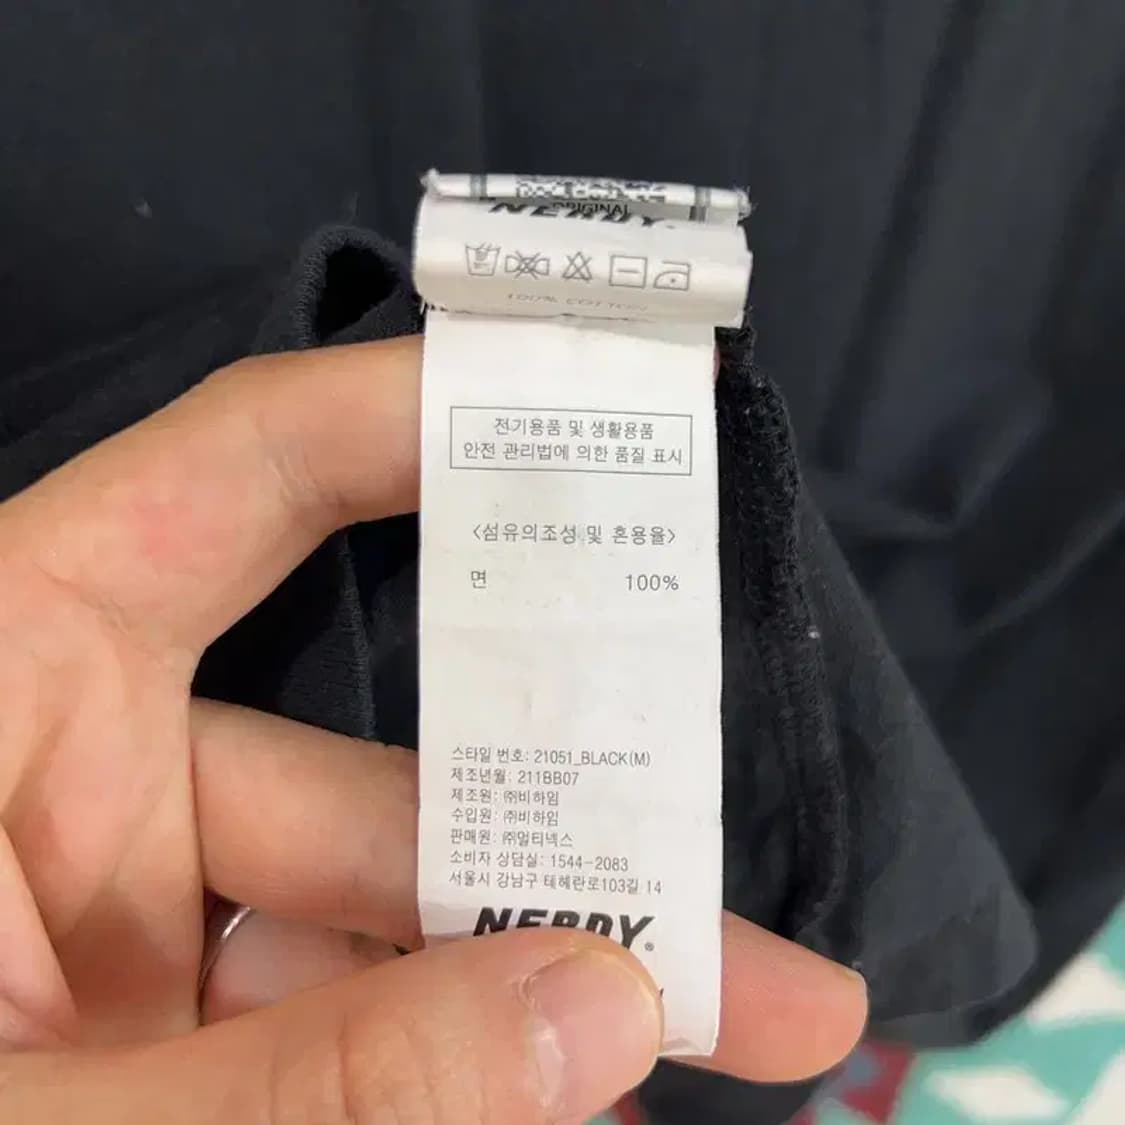 ORIGINAL
100% COTTON
전기용품 및 생활용품
안전 관리법에 의한 품질 표시
<섬유의조성 및 혼용율>
면 100%
스타일 번호: 21051_BLACK(M)
제조년월: 211BB07
제조원: ㈜비하임
수입원: ㈜비하임
판매원: ㈜멀티넥스
소비자 상담실: 1544-2083
서울시 강남구 테헤란로103길 14
NERDY®